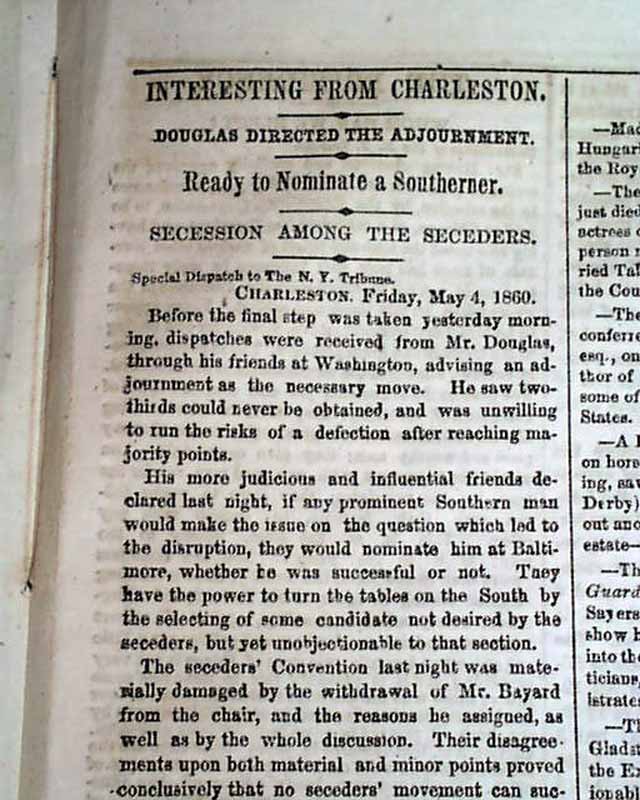 INTERESTING FROM CHARLESTON.
DOUGLAS DIRECTED THE ADJOURNMENT.
Ready to Nominate a Southerner.
SECESSION AMONG THE SECEDERS.
Special Dispatch to The N. Y. Tribune.
CHARLESTON, Friday, May 4, 1860.
Before the final step was taken yesterday morn-
ing, dispatches were received from Mr. Douglas,
through his friends at Washington, advising an ad-
journment as the necessary move. He saw two-
thirds could never be obtained, and was unwilling
to run the risks of a defection after reaching ma-
jority points.
His more judicious and influential friends de-
clared last night, if any prominent Southern man
would make the issue on the question which led to
the disruption, they would nominate him at Balti-
more, whether he was successful or not. They
have the power to turn the tables on the South by
the selecting of some candidate not desired by the
seceders, but yet unobjectionable to that section.
The seceders' Convention last night was mate-
rially damaged by the withdrawal of Mr. Bayard
from the chair, and the reasons he assigned, as
well as by the whole discussion. Their disagree-
ments upon both material and minor points proved
conclusively that no seceders' movement can suc-
—Mad
Hungari
the Roy
—The
just died
actress
person
ried Tal
the Cou
—The
conferre
esq., on
thor of
some of
States.
—A
on hors
ing, sav
Derby)
out and
estate—
—Th
Guard
Sayers
show h
into the
ticians,
istrates
—Th
Gladst
the Ex
ionabl